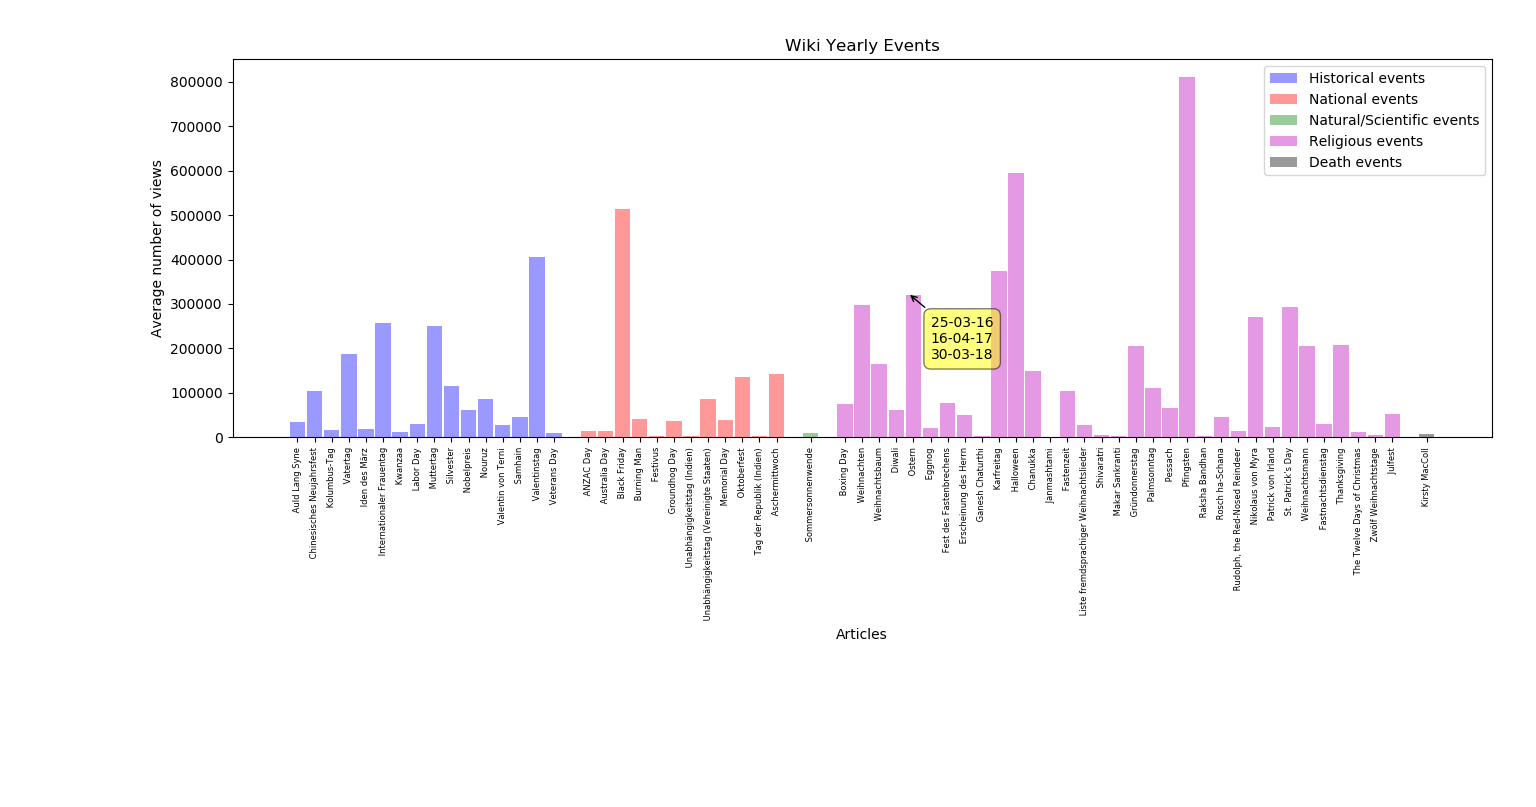 Wiki Yearly Events
Average number of views
800000
700000
600000
500000
400000
300000
200000
100000
0
Historical events
National events
Natural/Scientific events
Religious events
Death events
25-03-16
16-04-17
30-03-18
Auld Lang Syne
Chinesisches Neujahrsfest
Kolumbus-Tag
Vatertag
Iden des März
Internationaler Frauentag
Kwanzaa
Labor Day
Muttertag
Silvester
Nobelpreis
Nouruz
Valentin von Terni
Samhain
Valentinstag
Veterans Day
ANZAC Day
Australia Day
Black Friday
Burning Man
Festivus
Groundhog Day
Unabhängigkeitstag (Indien)
Unabhängigkeitstag (Vereinigte Staaten)
Memorial Day
Oktoberfest
Tag der Republik (Indien)
Aschermittwoch
Sommersonnenwende
Boxing Day
Weihnachten
Weihnachtsbaum
Diwali
Ostern
Eggnog
Fest des Fastenbrechens
Erscheinung des Herrn
Ganesh Chaturthi
Karfreitag
Halloween
Chanukka
Janmashtami
Fastenzeit
Liste fremdsprachiger Weihnachtslieder
Shivaratri
Makar Sankranti
Gründonnerstag
Palmsonntag
Pessach
Pfingsten
Raksha Bandhan
Rosch ha-Schana
Rudolph, the Red-Nosed Reindeer
Nikolaus von Myra
Patrick von Irland
St. Patrick's Day
Weihnachtsmann
Fastnachtsdienstag
Thanksgiving
The Twelve Days of Christmas
Zwölf Weihnachtstage
Julfest
Kirsty MacColl
Articles